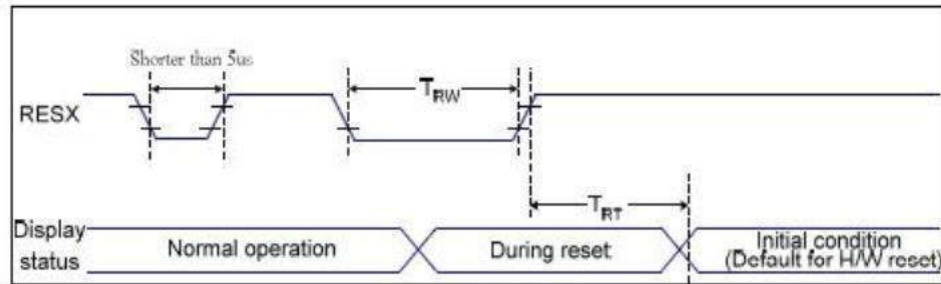 Shorter than 5us
TRW
RESX
TRT
Display
status
Normal operation
During reset
Initial condition
(Default for H/W reset)